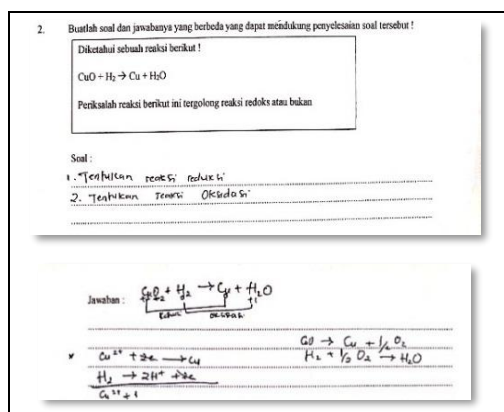 2. Buatlah soal dan jawabanya yang berbeda yang dapat mendukung penyelesaian soal tersebut !
Diketahui sebuah reaksi berikut !
CuO + H₂ → Cu + H₂O
Periksalah reaksi berikut ini tergolong reaksi redoks atau bukan
Soal :
1. Tentukan reaksi reduksi
2. Tentukan reaksi Oksidasi
Jawaban : + H₂ → Cu + H₂O
+2 +1
oksidasi
Cu²⁺ + 2e → Cu
H₂ → 2H⁺ + 2e
Cu²⁺ +
→ Cu + ½ O₂
H₂ + ½ O₂ → H₂O